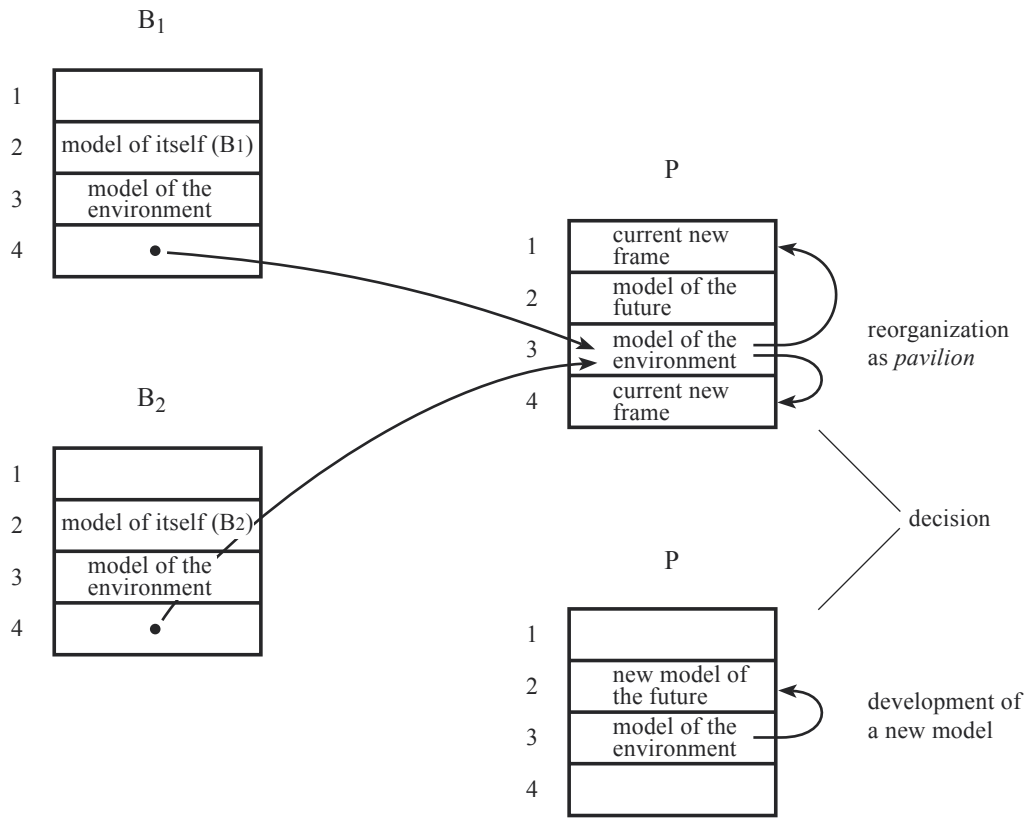 B1
1
2 model of itself (B1)
3 model of the
environment
4
B2
1
2 model of itself (B2)
3 model of the
environment
4
P
1 current new
frame
2 model of the
future
3 model of the
environment
4 current new
frame
reorganization
as pavilion
decision
P
1
2 new model of
the future
3 model of the
environment
4
development of
a new model